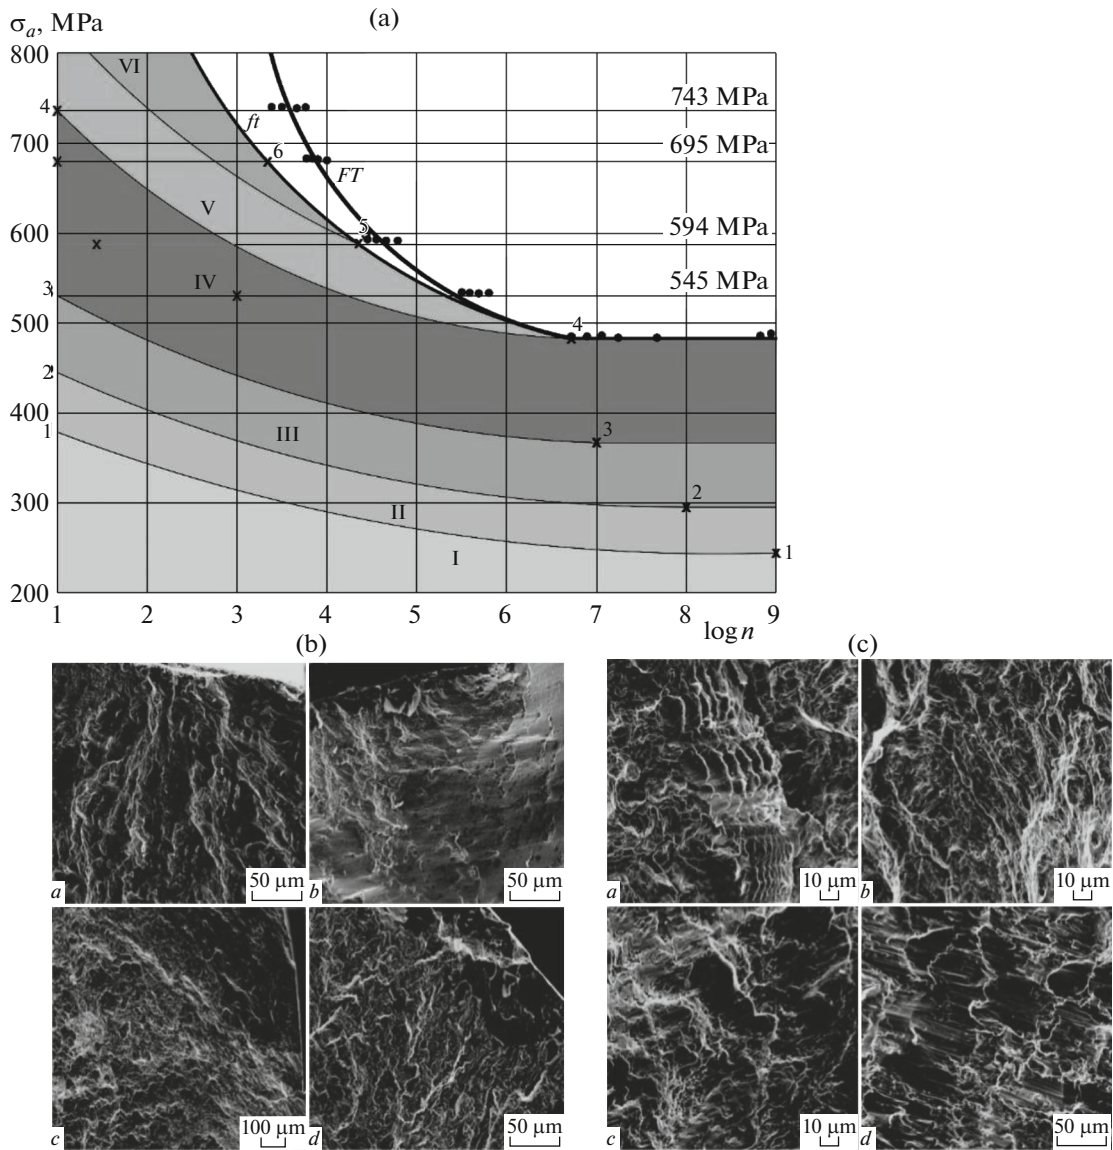 σa, MPa
(a)
800
VI
743 MPa
4
ft
700
6
695 MPa
FT
V
5
600
594 MPa
IV
3
545 MPa
500
4
2
400
1
III
3
2
300
II
I
1
200
1 2 3 4 5 6 7 8 9
log n
(b) (c)
a 50 µm b 50 µm a 10 µm b 10 µm
c 100 µm d 50 µm c 10 µm d 50 µm